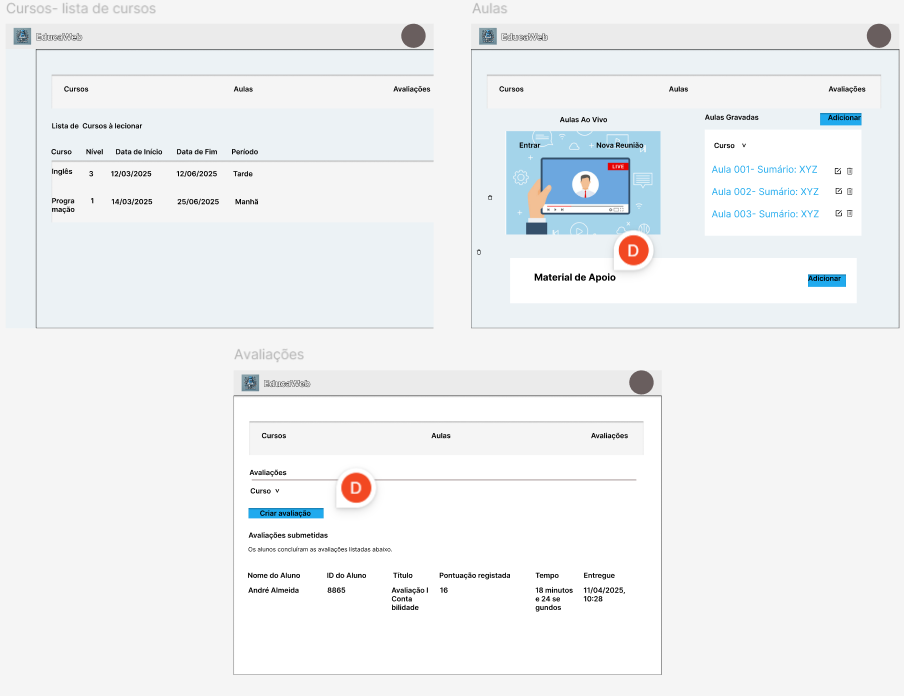 Cursos- lista de cursos
EducaWeb
Cursos Aulas Avaliações
Lista de Cursos à lecionar
Curso Nível Data de Início Data de Fim Período
Inglês 3 12/03/2025 12/06/2025 Tarde
Progra
mação 1 14/03/2025 25/06/2025 Manhã
Aulas
EducaWeb
Cursos Aulas Avaliações
Aulas Ao Vivo
Entrar Nova Reunião
LIVE
D
Aulas Gravadas Adicionar
Curso v
Aula 001- Sumário: XYZ
Aula 002- Sumário: XYZ
Aula 003- Sumário: XYZ
Material de Apoio Adicionar
Avaliações
EducaWeb
Cursos Aulas Avaliações
Avaliações
Curso v
D
Criar avaliação
Avaliações submetidas
Os alunos concluíram as avaliações listadas abaixo.
Nome do Aluno ID do Aluno Título Pontuação registada Tempo Entregue
André Almeida 8865 Avaliação I 16 18 minutos 11/04/2025,
Conta e 24 se 10:28
bilidade gundos